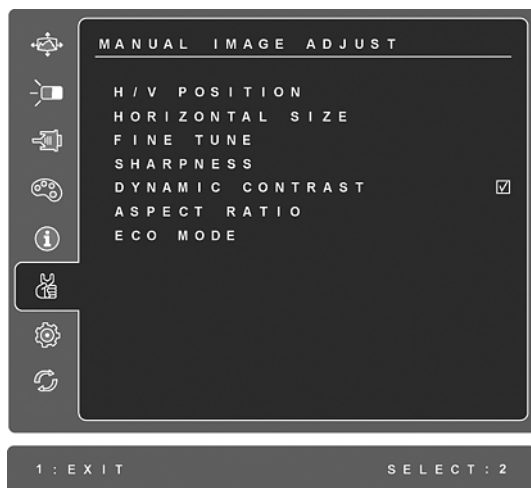 MANUAL IMAGE ADJUST
H/V POSITION
HORIZONTAL SIZE
FINE TUNE
SHARPNESS
DYNAMIC CONTRAST
ASPECT RATIO
ECO MODE
1:EXIT SELECT:2